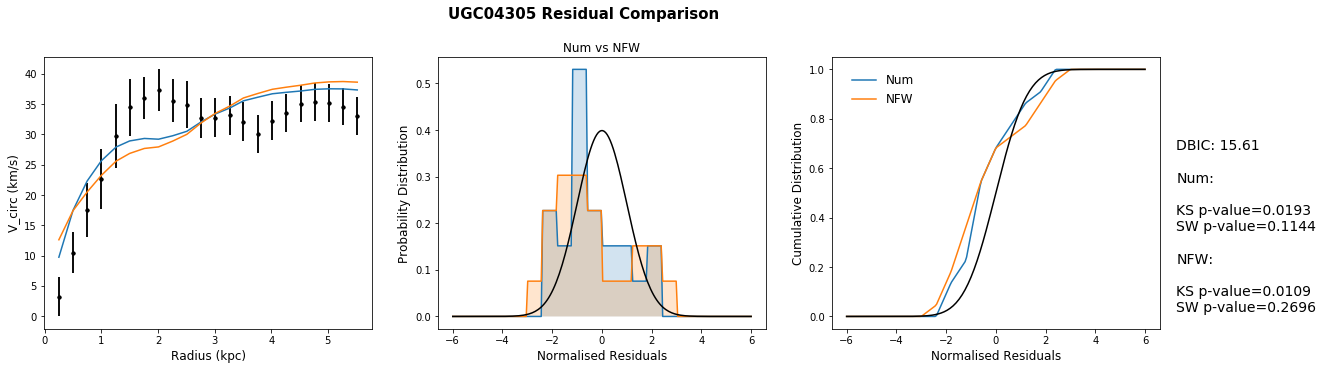 UGC04305 Residual Comparison
V_circ (km/s)
40
35
30
25
20
15
10
5
0
0
1
2
3
4
5
Radius (kpc)
Num vs NFW
Probability Distribution
0.5
0.4
0.3
0.2
0.1
0.0
−6
−4
−2
0
2
4
6
Normalised Residuals
Cumulative Distribution
1.0
0.8
0.6
0.4
0.2
0.0
−6
−4
−2
0
2
4
6
Normalised Residuals
Num
NFW
DBIC: 15.61
Num:
KS p-value=0.0193
SW p-value=0.1144
NFW:
KS p-value=0.0109
SW p-value=0.2696